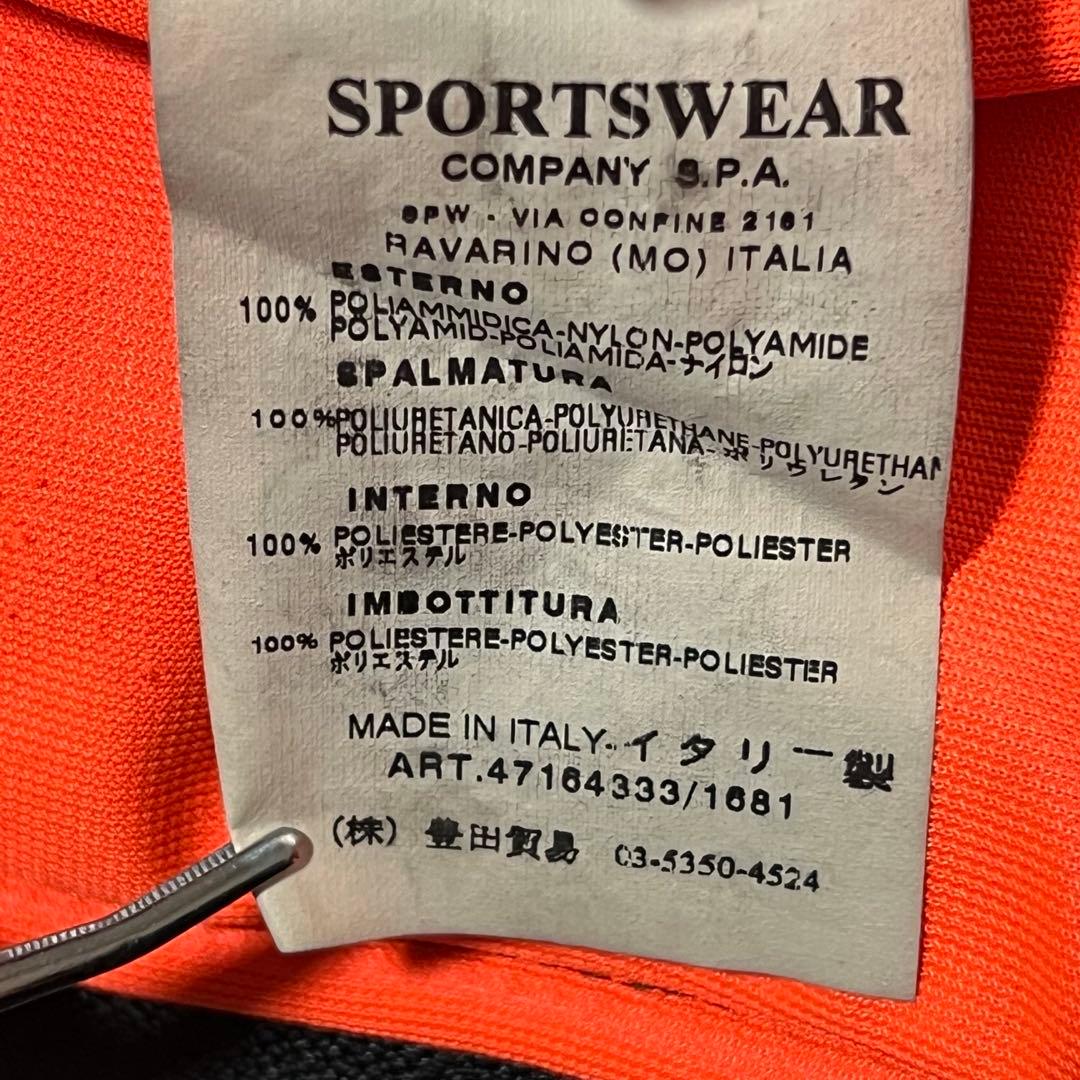 SPORTSWEAR
COMPANY S.P.A.
SPW - VIA CONFINE 2161
RAVARINO (MO) ITALIA
ESTERNO
100% POLIAMMIDICA-NYLON-POLYAMIDE
POLYAMID-POLIAMIDA-ナイロン
SPALMATURA
100%POLIURETANICA-POLYURETHANE-POLYURETHAN
POLIURETANO-POLIURETANA-ポリウレタン
INTERNO
100% POLIESTERE-POLYESTER-POLIESTER
ポリエステル
IMBOTTITURA
100% POLIESTERE-POLYESTER-POLIESTER
ポリエステル
MADE IN ITALY-イタリー製
ART.47164333/1681
(株) 豊田貿易 03-5350-4524